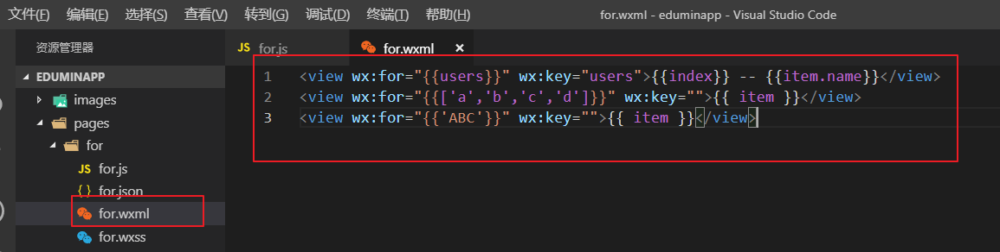 文件(F) 编辑(E) 选择(S) 查看(V) 转到(G) 调试(D) 终端(T) 帮助(H) for.wxml - eduminapp - Visual Studio Code
资源管理器
JS for.js for.wxml ×
EDUMINAPP
images
pages
for
JS for.js
{ } for.json
for.wxml
for.wxss
1 <view wx:for="{{users}}" wx:key="users">{{index}} -- {{item.name}}</view>
2 <view wx:for="{{['a','b','c','d']}}" wx:key="">{{ item }}</view>
3 <view wx:for="{{'ABC'}}" wx:key="">{{ item }}</view>